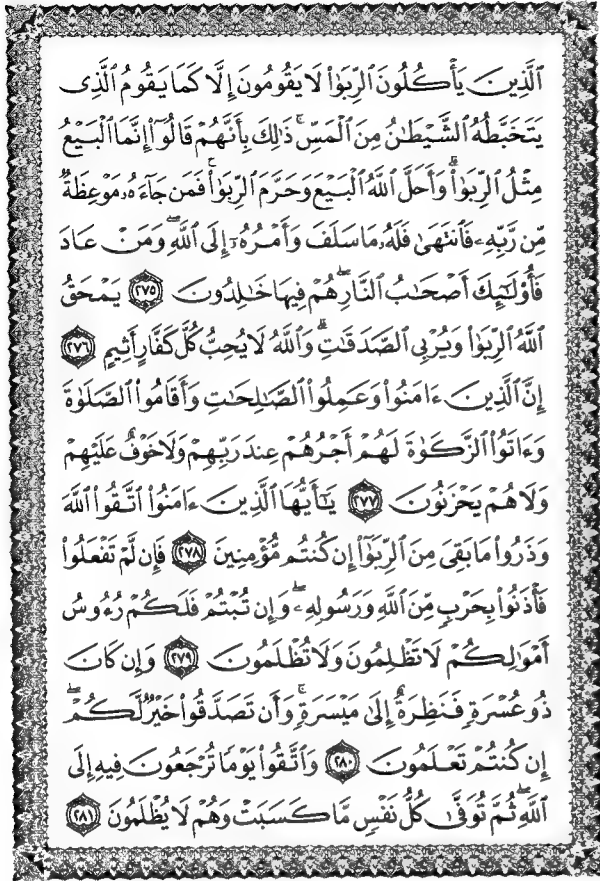 ٱلَّذِينَ يَأۡكُلُونَ ٱلرِّبَوٰاْ لَا يَقُومُونَ إِلَّا كَمَا يَقُومُ ٱلَّذِى
يَتَخَبَّطُهُ ٱلشَّيۡطَٰنُ مِنَ ٱلۡمَسِّۚ ذَٰلِكَ بِأَنَّهُمۡ قَالُوٓاْ إِنَّمَا ٱلۡبَيۡعُ
مِثۡلُ ٱلرِّبَوٰاْۗ وَأَحَلَّ ٱللَّهُ ٱلۡبَيۡعَ وَحَرَّمَ ٱلرِّبَوٰاْۚ فَمَن جَآءَهُۥ مَوۡعِظَةٞ
مِّن رَّبِّهِۦ فَٱنتَهَىٰ فَلَهُۥ مَا سَلَفَ وَأَمۡرُهُۥٓ إِلَى ٱللَّهِۖ وَمَنۡ عَادَ
فَأُوْلَٰٓئِكَ أَصۡحَٰبُ ٱلنَّارِۖ هُمۡ فِيهَا خَٰلِدُونَ ٢٧٥ يَمۡحَقُ
ٱللَّهُ ٱلرِّبَوٰاْ وَيُرۡبِى ٱلصَّدَقَٰتِۗ وَٱللَّهُ لَا يُحِبُّ كُلَّ كَفَّارٍ أَثِيمٍ ٢٧٦
إِنَّ ٱلَّذِينَ ءَامَنُواْ وَعَمِلُواْ ٱلصَّٰلِحَٰتِ وَأَقَامُواْ ٱلصَّلَوٰةَ
وَءَاتَوُاْ ٱلزَّكَوٰةَ لَهُمۡ أَجۡرُهُمۡ عِندَ رَبِّهِمۡ وَلَا خَوۡفٌ عَلَيۡهِمۡ
وَلَا هُمۡ يَحۡزَنُونَ ٢٧٧ يَٰٓأَيُّهَا ٱلَّذِينَ ءَامَنُواْ ٱتَّقُواْ ٱللَّهَ
وَذَرُواْ مَا بَقِىَ مِنَ ٱلرِّبَوٰٓاْ إِن كُنتُم مُّؤۡمِنِينَ ٢٧٨ فَإِن لَّمۡ تَفۡعَلُواْ
فَأۡذَنُواْ بِحَرۡبٖ مِّنَ ٱللَّهِ وَرَسُولِهِۦۖ وَإِن تُبۡتُمۡ فَلَكُمۡ رُءُوسُ
أَمۡوَٰلِكُمۡ لَا تَظۡلِمُونَ وَلَا تُظۡلَمُونَ ٢٧٩ وَإِن كَانَ
ذُو عُسۡرَةٖ فَنَظِرَةٌ إِلَىٰ مَيۡسَرَةٖۚ وَأَن تَصَدَّقُواْ خَيۡرٞ لَّكُمۡۖ
إِن كُنتُمۡ تَعۡلَمُونَ ٢٨٠ وَٱتَّقُواْ يَوۡمٗا تُرۡجَعُونَ فِيهِ إِلَى
ٱللَّهِۖ ثُمَّ تُوَفَّىٰ كُلُّ نَفۡسٖ مَّا كَسَبَتۡ وَهُمۡ لَا يُظۡلَمُونَ ٢٨١